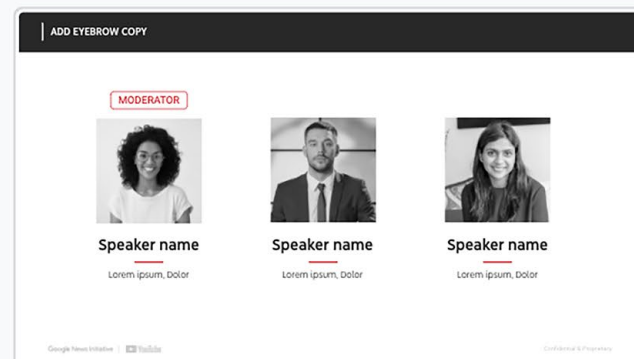 ADD EYEBROW COPY
MODERATOR
Speaker name
Lorem ipsum, Dolor
Speaker name
Lorem ipsum, Dolor
Speaker name
Lorem ipsum, Dolor
Google News Initiative | YouTube
Confidential & Proprietary